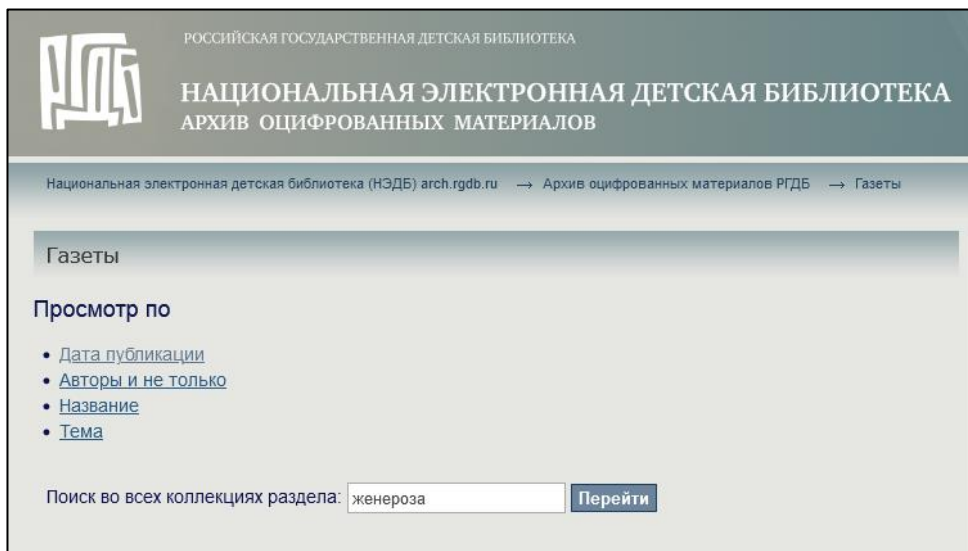 РГДБ
РОССИЙСКАЯ ГОСУДАРСТВЕННАЯ ДЕТСКАЯ БИБЛИОТЕКА
НАЦИОНАЛЬНАЯ ЭЛЕКТРОННАЯ ДЕТСКАЯ БИБЛИОТЕКА
АРХИВ ОЦИФРОВАННЫХ МАТЕРИАЛОВ
Национальная электронная детская библиотека (НЭДБ) arch.rgdb.ru → Архив оцифрованных материалов РГДБ → Газеты
Газеты
Просмотр по
• Дата публикации
• Авторы и не только
• Название
• Тема
Поиск во всех коллекциях раздела: женероза Перейти